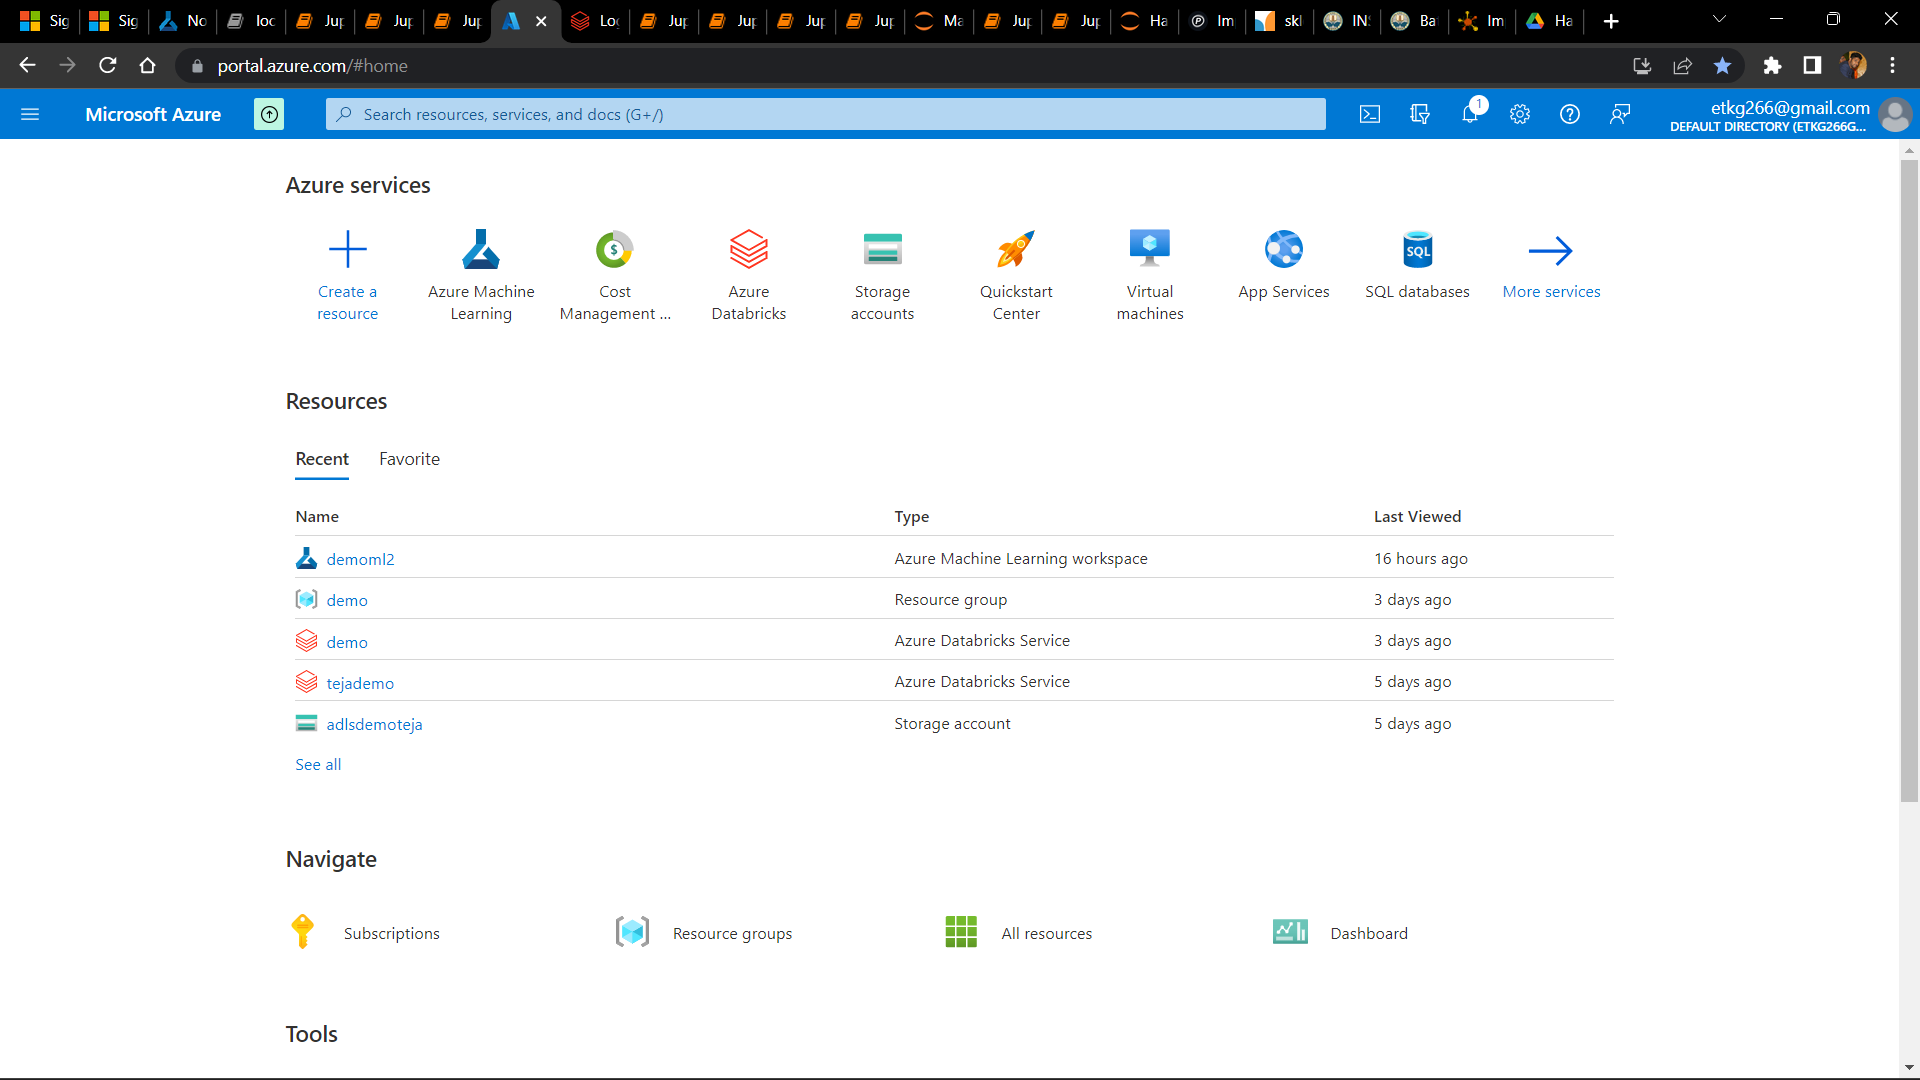 Sig
Sig
No
loc
Jup
Jup
Jup
Log
Jup
Jup
Jup
Jup
Ma
Jup
Jup
Ha
Im
skl
IN
Ba
Im
Ha
portal.azure.com/#home
Microsoft Azure
Search resources, services, and docs (G+/)
1
etkg266@gmail.com
DEFAULT DIRECTORY (ETKG266G...
Azure services
Create a
resource
Azure Machine
Learning
Cost
Management ...
Azure
Databricks
Storage
accounts
Quickstart
Center
Virtual
machines
App Services
SQL
SQL databases
More services
Resources
Recent
Favorite
Name
Type
Last Viewed
demoml2
Azure Machine Learning workspace
16 hours ago
demo
Resource group
3 days ago
demo
Azure Databricks Service
3 days ago
tejademo
Azure Databricks Service
5 days ago
adlsdemoteja
Storage account
5 days ago
See all
Navigate
Subscriptions
Resource groups
All resources
Dashboard
Tools